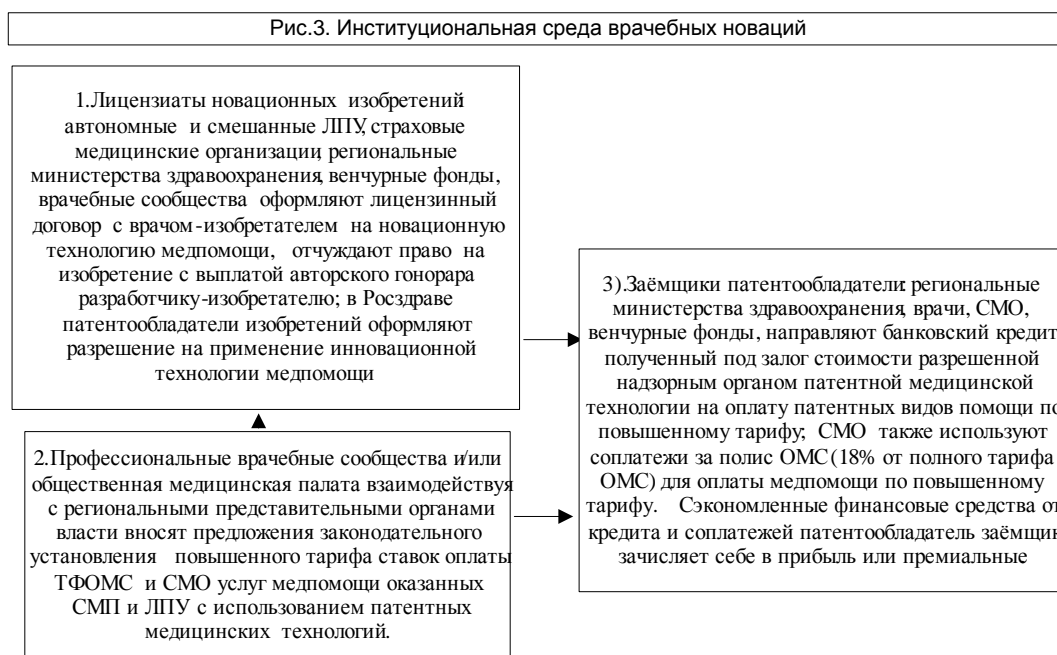 Рис.3. Институциональная среда врачебных новаций
1.Лицензиаты новационных изобретений
автономные и смешанные ЛПУ, страховые
медицинские организации, региональные
министерства здравоохранения, венчурные фонды,
врачебные сообщества оформляют лицензинный
договор с врачом-изобретателем на новационную
технологию медпомощи, отчуждают право на
изобретение с выплатой авторского гонорара
разработчику-изобретателю; в Росздраве
патентообладатели изобретений оформляют
разрешение на применение инновационной
технологии медпомощи
2.Профессиональные врачебные сообщества и/или
общественная медицинская палата взаимодействуя
с региональными представительными органами
власти вносят предложения законодательного
установления повышенного тарифа ставок оплаты
ТФОМС и СМО услуг медпомощи оказанных
СМП и ЛПУ с использованием патентных
медицинских технологий.
3).Заёмщики патентообладатели: региональные
министерства здравоохранения, врачи, СМО,
венчурные фонды, направляют банковский кредит
полученный под залог стоимости разрешенной
надзорным органом патентной медицинской
технологии на оплату патентных видов помощи по
повышенному тарифу; СМО также используют
соплатежи за полис ОМС (18% от полного тарифа
ОМС) для оплаты медпомощи по повышенному
тарифу. Сэкономленные финансовые средства от
кредита и соплатежей патентообладатель заёмщик
зачисляет себе в прибыль или премиальные